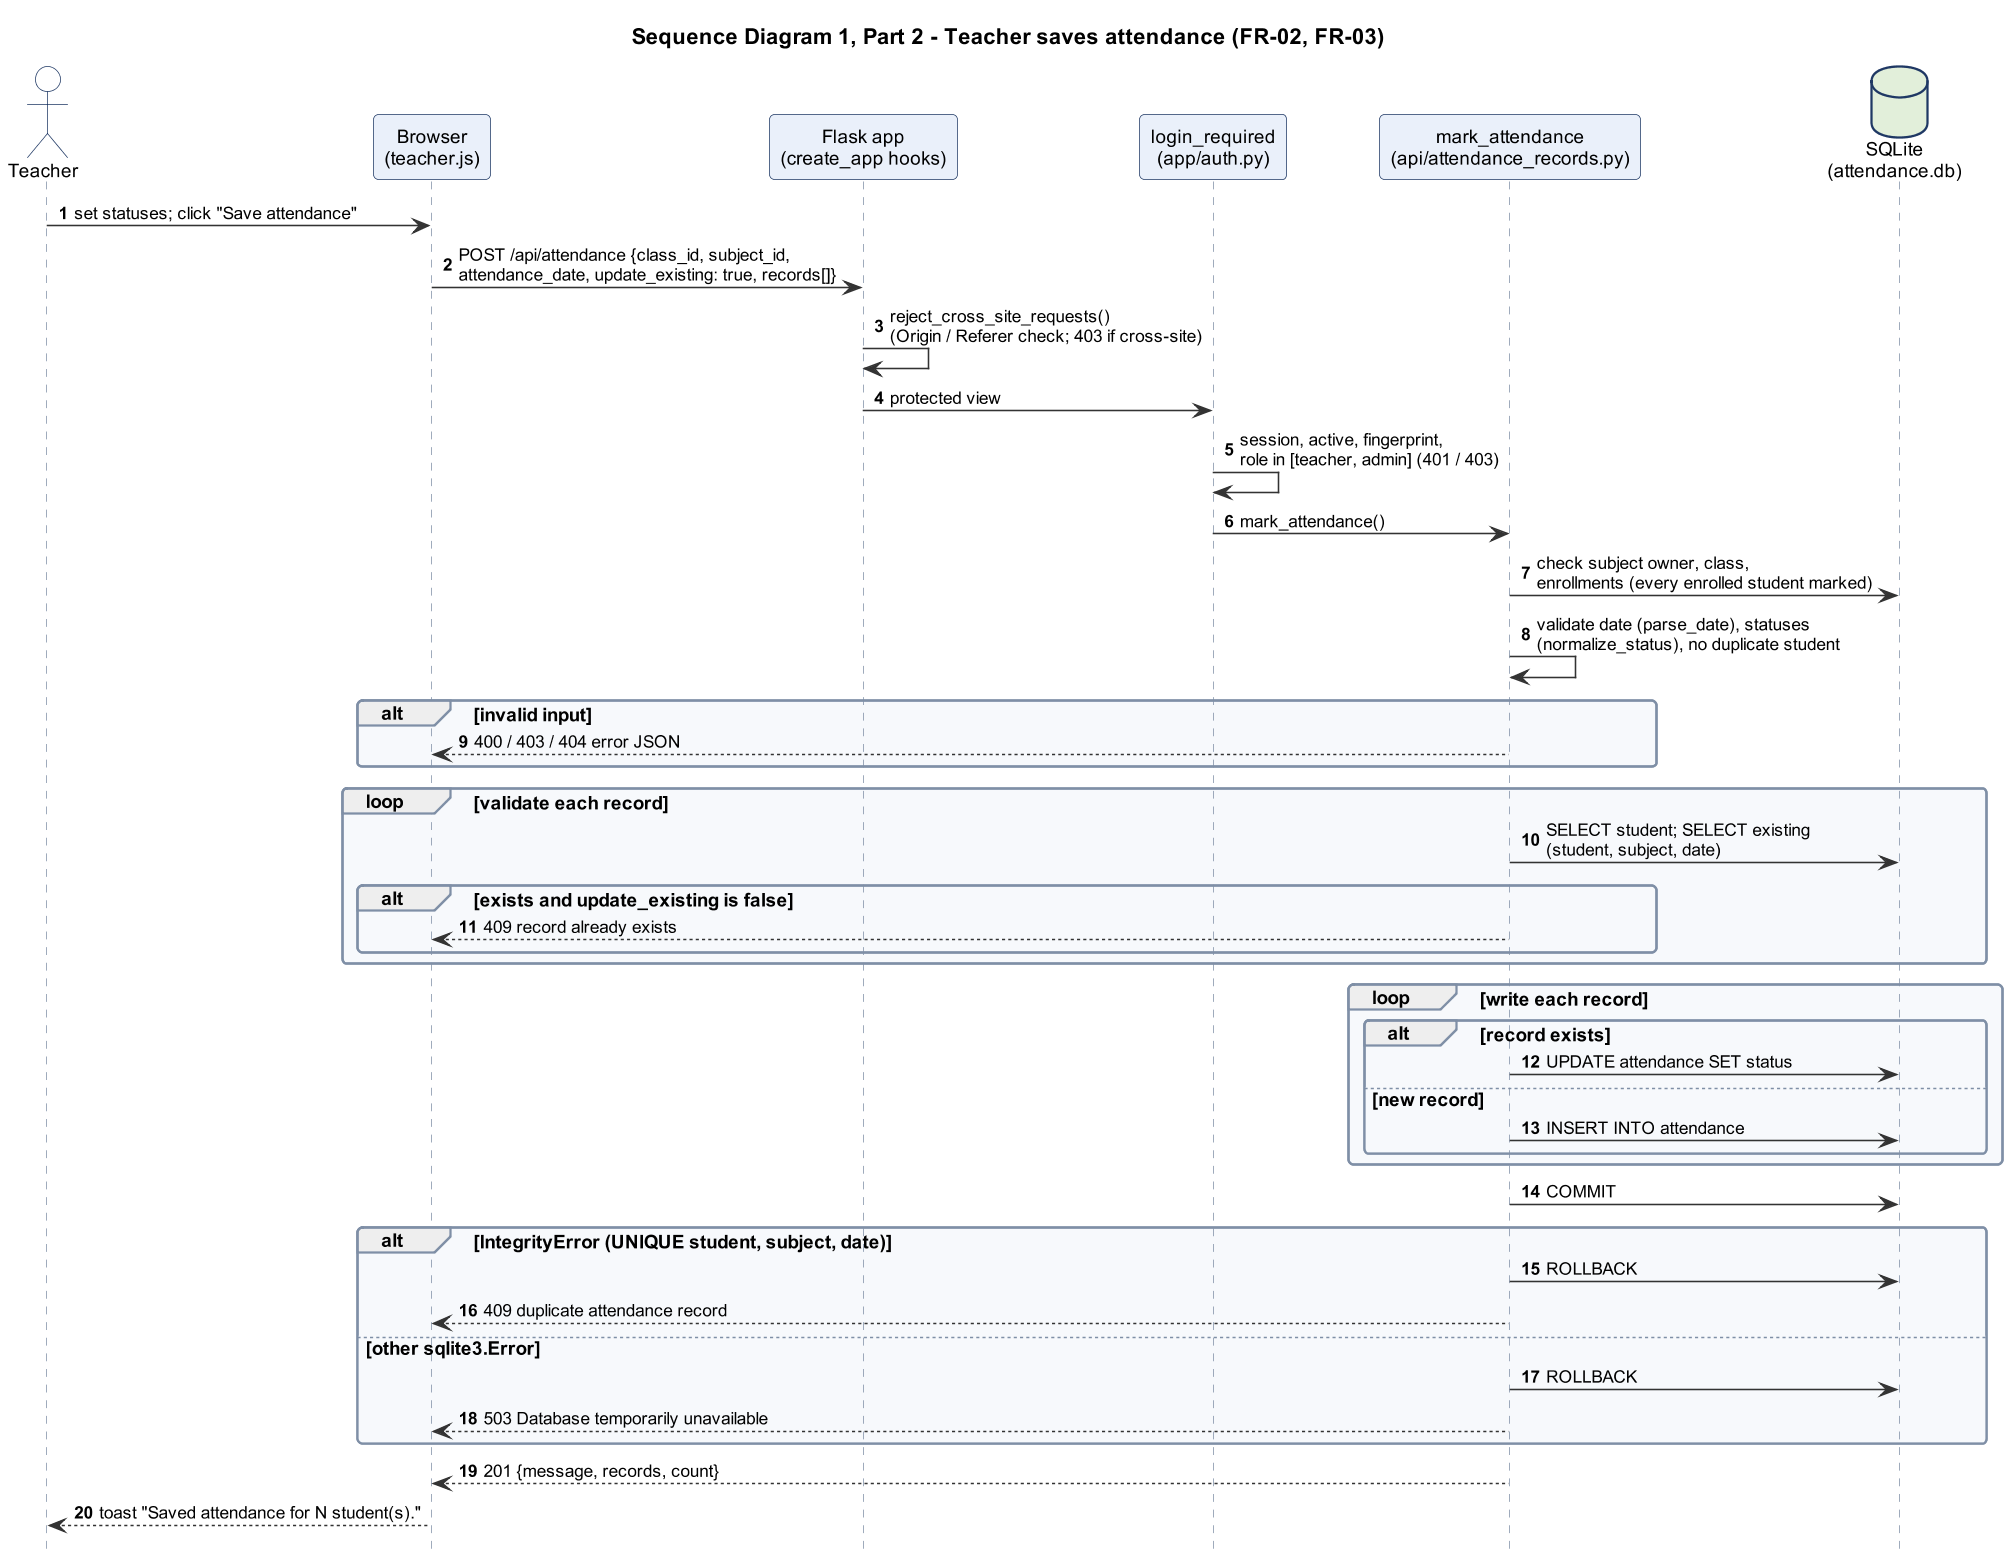 Sequence Diagram 1, Part 2 - Teacher saves attendance (FR-02, FR-03)
Teacher
Browser
(teacher.js)
Flask app
(create_app hooks)
login_required
(app/auth.py)
mark_attendance
(api/attendance_records.py)
SQLite
(attendance.db)
1 set statuses; click "Save attendance"
2 POST /api/attendance {class_id, subject_id,
attendance_date, update_existing: true, records[]}
3 reject_cross_site_requests()
(Origin / Referer check; 403 if cross-site)
4 protected view
5 session, active, fingerprint,
role in [teacher, admin] (401 / 403)
6 mark_attendance()
7 check subject owner, class,
enrollments (every enrolled student marked)
8 validate date (parse_date), statuses
(normalize_status), no duplicate student
alt [invalid input]
9 400 / 403 / 404 error JSON
loop [validate each record]
10 SELECT student; SELECT existing
(student, subject, date)
alt [exists and update_existing is false]
11 409 record already exists
loop [write each record]
alt [record exists]
12 UPDATE attendance SET status
[new record]
13 INSERT INTO attendance
14 COMMIT
alt [IntegrityError (UNIQUE student, subject, date)]
15 ROLLBACK
16 409 duplicate attendance record
[other sqlite3.Error]
17 ROLLBACK
18 503 Database temporarily unavailable
19 201 {message, records, count}
20 toast "Saved attendance for N student(s)."